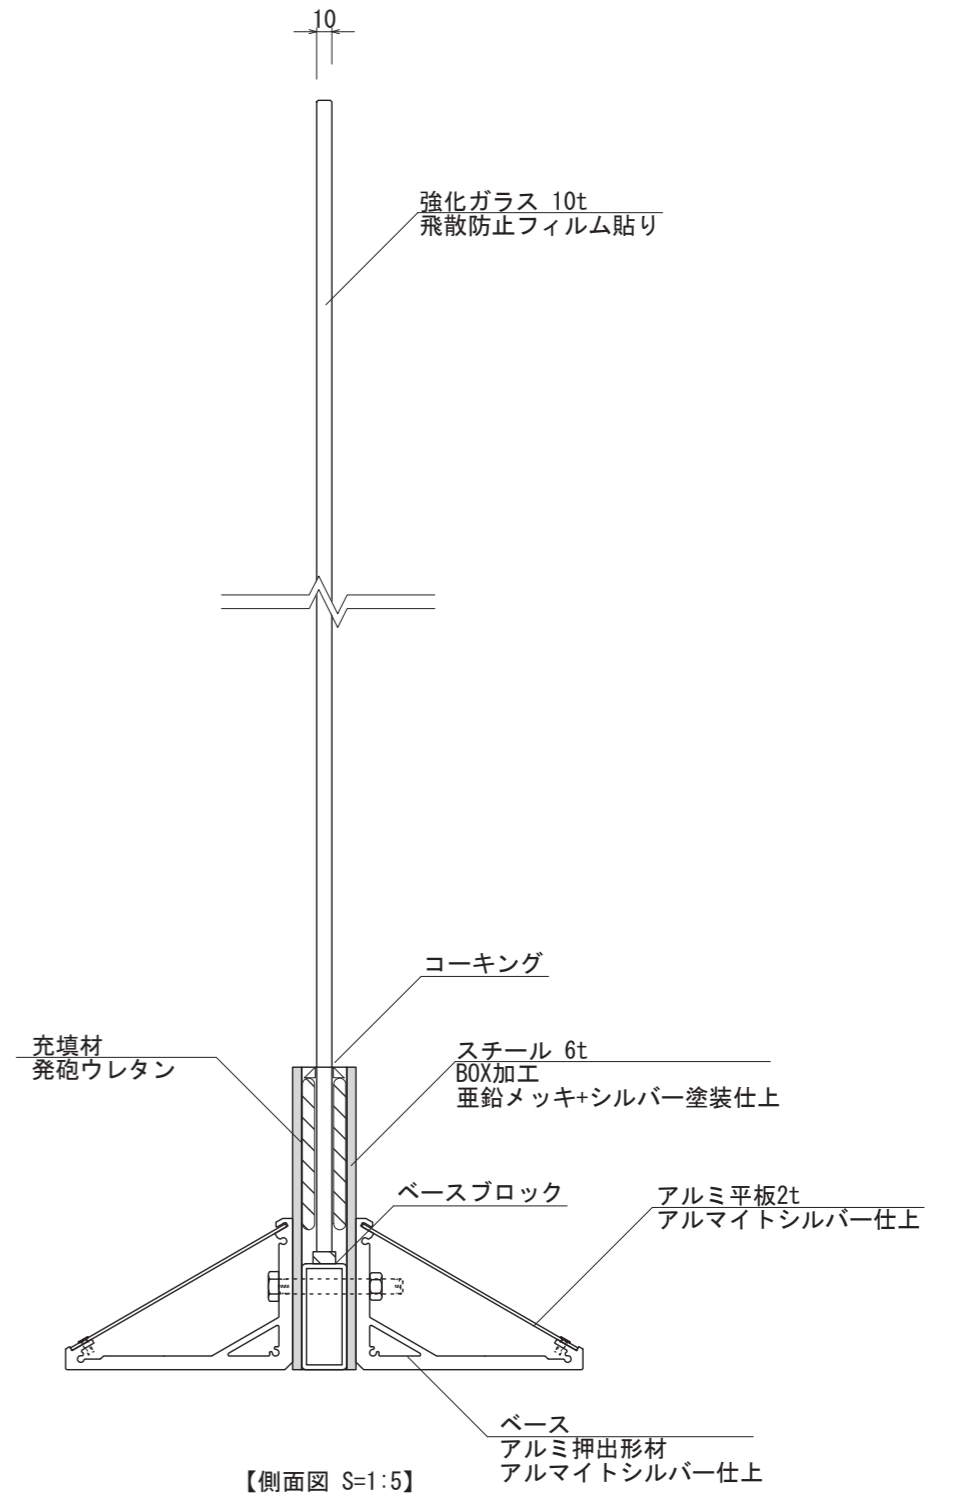 10
強化ガラス 10t
飛散防止フィルム貼り
コーキング
充填材
発砲ウレタン
スチール 6t
BOX加工
亜鉛メッキ+シルバー塗装仕上
ベースブロック
アルミ平板2t
アルマイトシルバー仕上
ベース
アルミ押出形材
アルマイトシルバー仕上
【側面図 S=1:5】